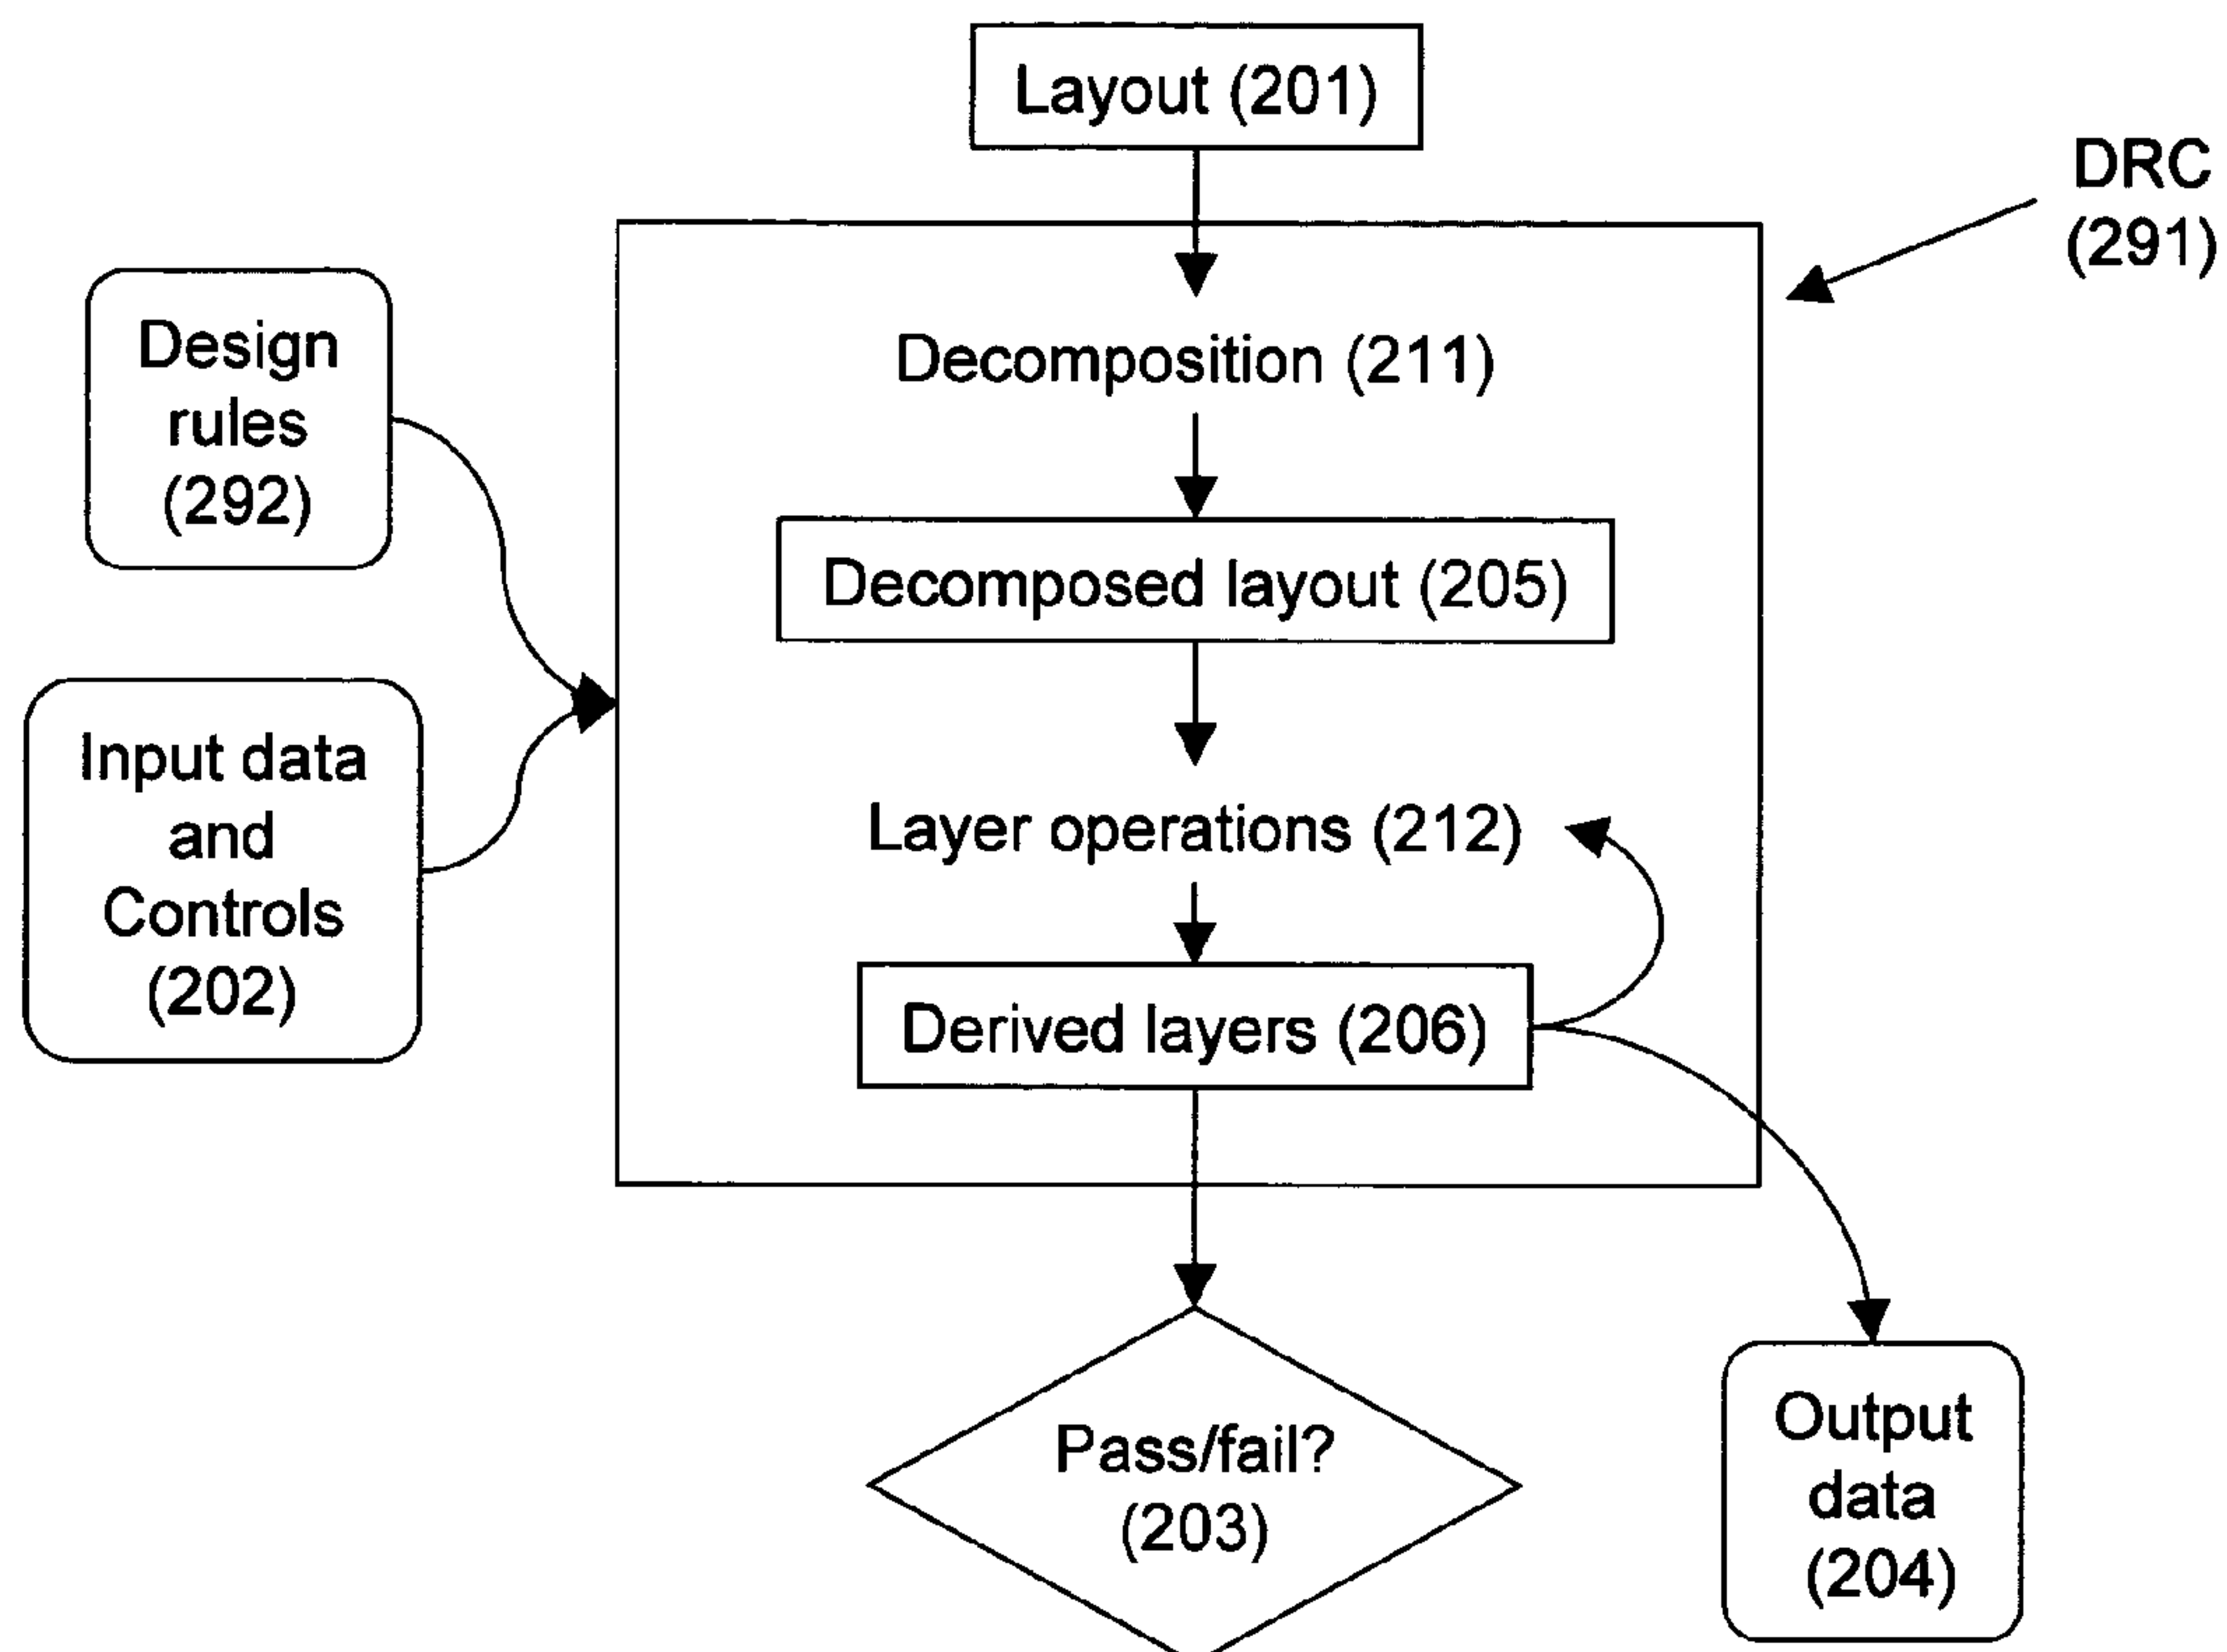 Layout (201)
DRC
(291)
Design
rules
(292)
Decomposition (211)
Decomposed layout (205)
Input data
and
Controls
(202)
Layer operations (212)
Derived layers (206)
Pass/fail?
(203)
Output
data
(204)